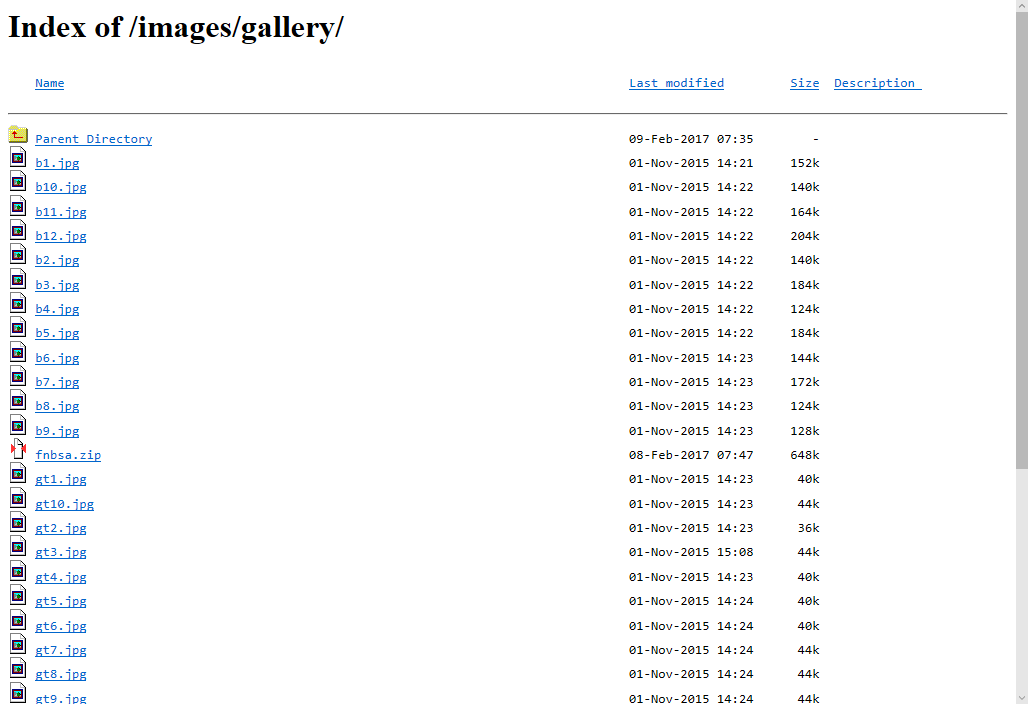 Index of /images/gallery/
Name Last modified Size Description
Parent Directory 09-Feb-2017 07:35 -
b1.jpg 01-Nov-2015 14:21 152k
b10.jpg 01-Nov-2015 14:22 140k
b11.jpg 01-Nov-2015 14:22 164k
b12.jpg 01-Nov-2015 14:22 204k
b2.jpg 01-Nov-2015 14:22 140k
b3.jpg 01-Nov-2015 14:22 184k
b4.jpg 01-Nov-2015 14:22 124k
b5.jpg 01-Nov-2015 14:22 184k
b6.jpg 01-Nov-2015 14:23 144k
b7.jpg 01-Nov-2015 14:23 172k
b8.jpg 01-Nov-2015 14:23 124k
b9.jpg 01-Nov-2015 14:23 128k
fnbsa.zip 08-Feb-2017 07:47 648k
gt1.jpg 01-Nov-2015 14:23 40k
gt10.jpg 01-Nov-2015 14:23 44k
gt2.jpg 01-Nov-2015 14:23 36k
gt3.jpg 01-Nov-2015 15:08 44k
gt4.jpg 01-Nov-2015 14:23 40k
gt5.jpg 01-Nov-2015 14:24 40k
gt6.jpg 01-Nov-2015 14:24 40k
gt7.jpg 01-Nov-2015 14:24 44k
gt8.jpg 01-Nov-2015 14:24 44k
gt9.jpg 01-Nov-2015 14:24 44k